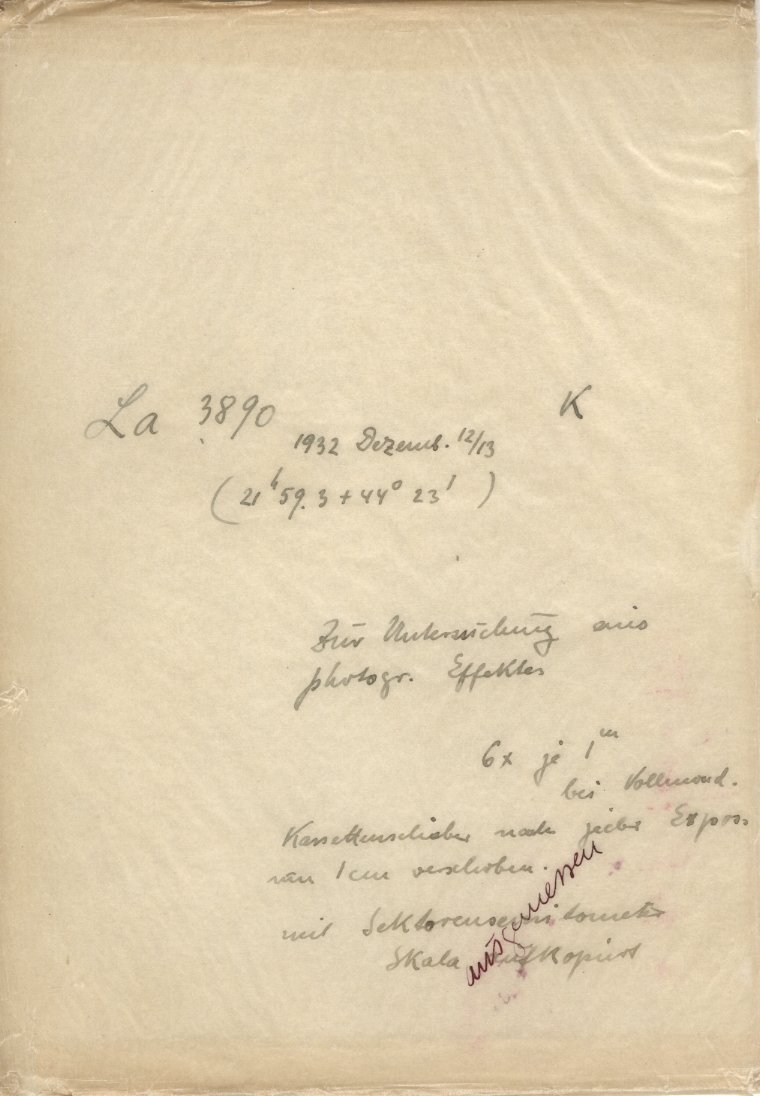 La 3890 K
1932 Dezemb. 12/13
(21h 59. 3 + 44° 23')
Zur Untersuchung eines
photogr. Effektes
6x je 1m
bei Vollmond.
Kassettenschieber nach jeder Expos.
um 1cm verschoben.
mit Sektorensensitometer
Skala aufkopiert
ausgemessen